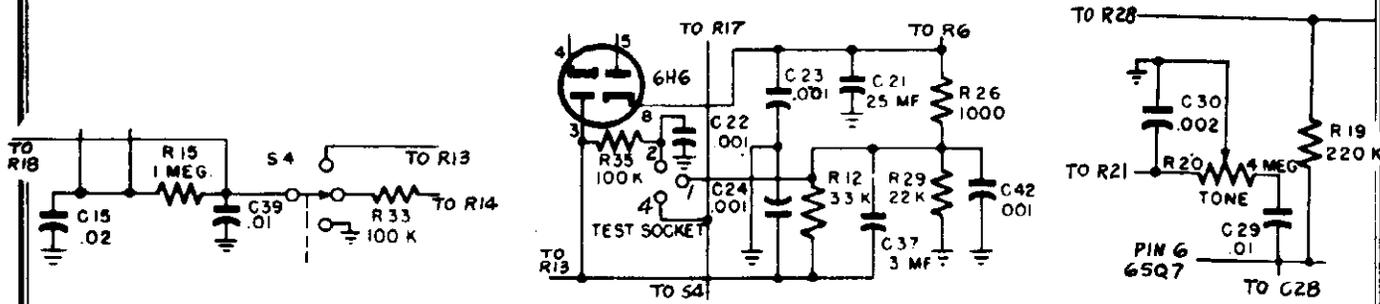 TO R18
R15
1 MEG.
C15
.02
C39
.01
S4
TO R13
R33
100 K
TO R14
4
5
6H6
3
8
R35
100 K
2
C22
.001
1
4
TEST SOCKET
TO R13
TO S4
TO R17
C23
.001
C21
25 MF
TO R6
R26
1000
C24
.001
R12
33 K
R29
22 K
C42
001
C37
3 MF
TO R28
C30
.002
TO R21
R20
4 MEG
TONE
R19
220 K
C29
.01
PIN 6
6SQ7
TO C28